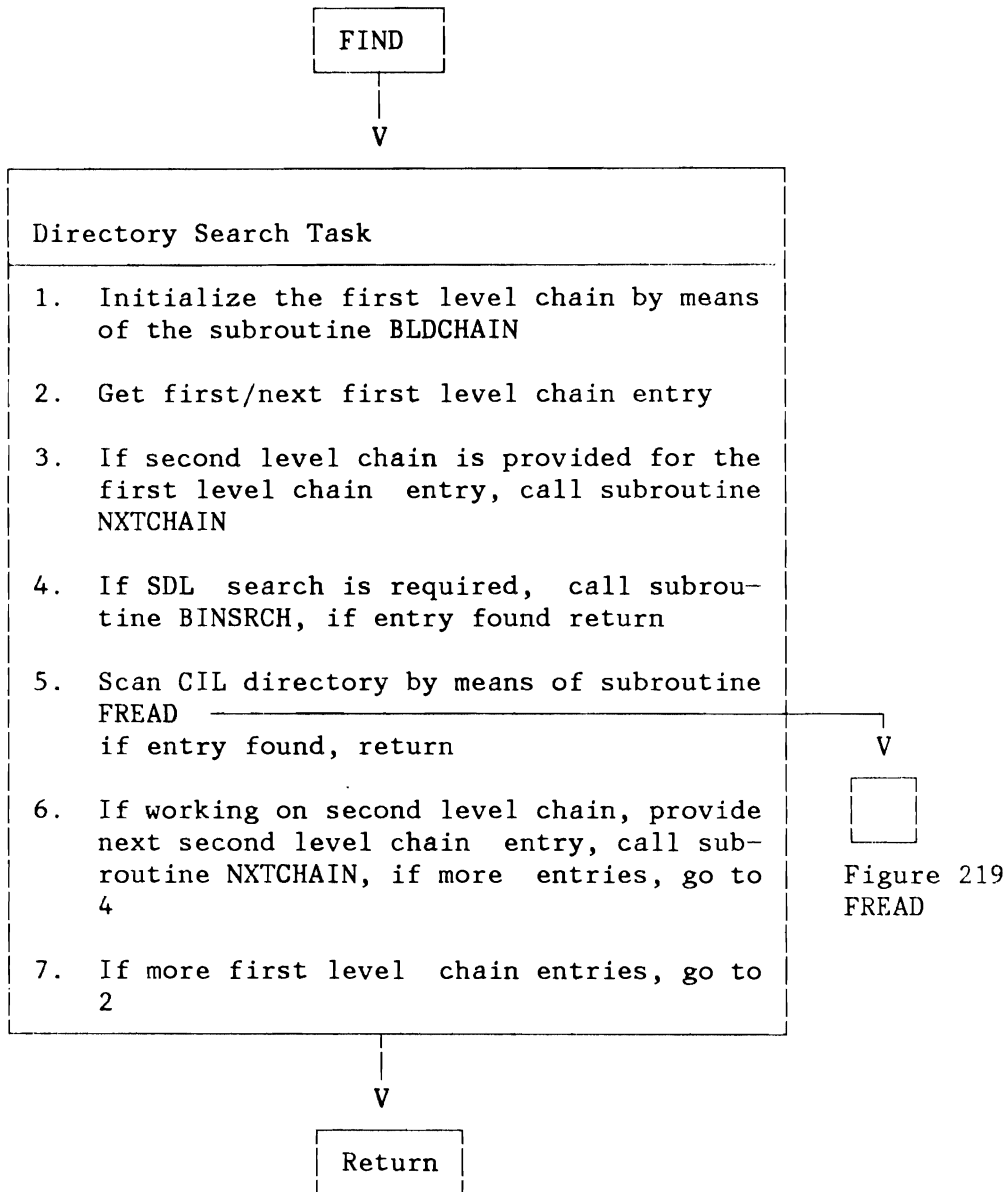 FIND
V
Directory Search Task
1. Initialize the first level chain by means
of the subroutine BLDCHAIN
2. Get first/next first level chain entry
3. If second level chain is provided for the
first level chain entry, call subroutine
NXTCHAIN
4. If SDL search is required, call subrou-
tine BINSRCH, if entry found return
5. Scan CIL directory by means of subroutine
FREAD
if entry found, return
V
6. If working on second level chain, provide
next second level chain entry, call sub-
routine NXTCHAIN, if more entries, go to
4
Figure 219
FREAD
7. If more first level chain entries, go to
2
V
Return